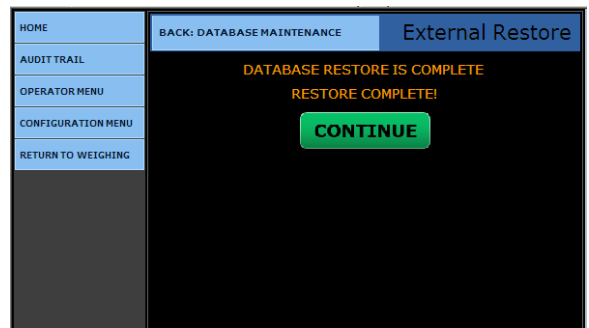 HOME
AUDIT TRAIL
OPERATOR MENU
CONFIGURATION MENU
RETURN TO WEIGHING
BACK: DATABASE MAINTENANCE
External Restore
DATABASE RESTORE IS COMPLETE
RESTORE COMPLETE!
CONTINUE